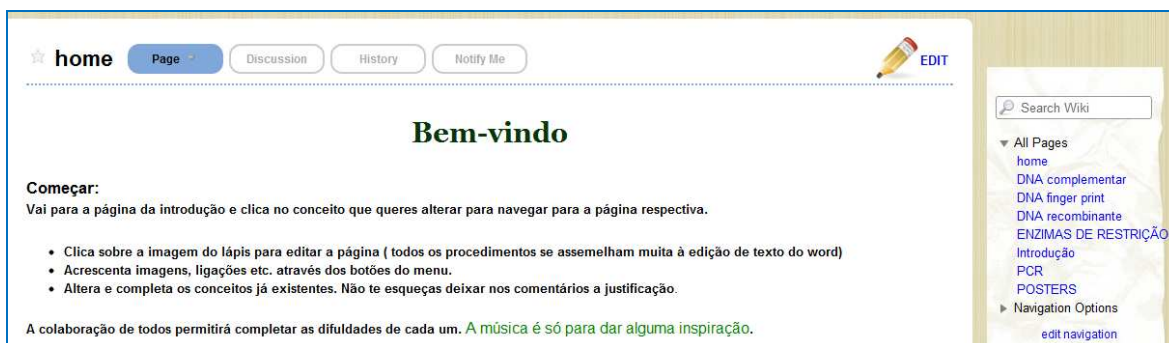 home Page Discussion History Notify Me EDIT
Bem-vindo
Começar:
Vai para a página da introdução e clica no conceito que queres alterar para navegar para a página respectiva.
• Clica sobre a imagem do lápis para editar a página ( todos os procedimentos se assemelham muita à edição de texto do word)
• Acrescenta imagens, ligações etc. através dos botões do menu.
• Altera e completa os conceitos já existentes. Não te esqueças deixar nos comentários a justificação.
A colaboração de todos permitirá completar as difuldades de cada um. A música é só para dar alguma inspiração.
Search Wiki
All Pages
home
DNA complementar
DNA finger print
DNA recombinante
ENZIMAS DE RESTRIÇÃO
Introdução
PCR
POSTERS
Navigation Options
edit navigation